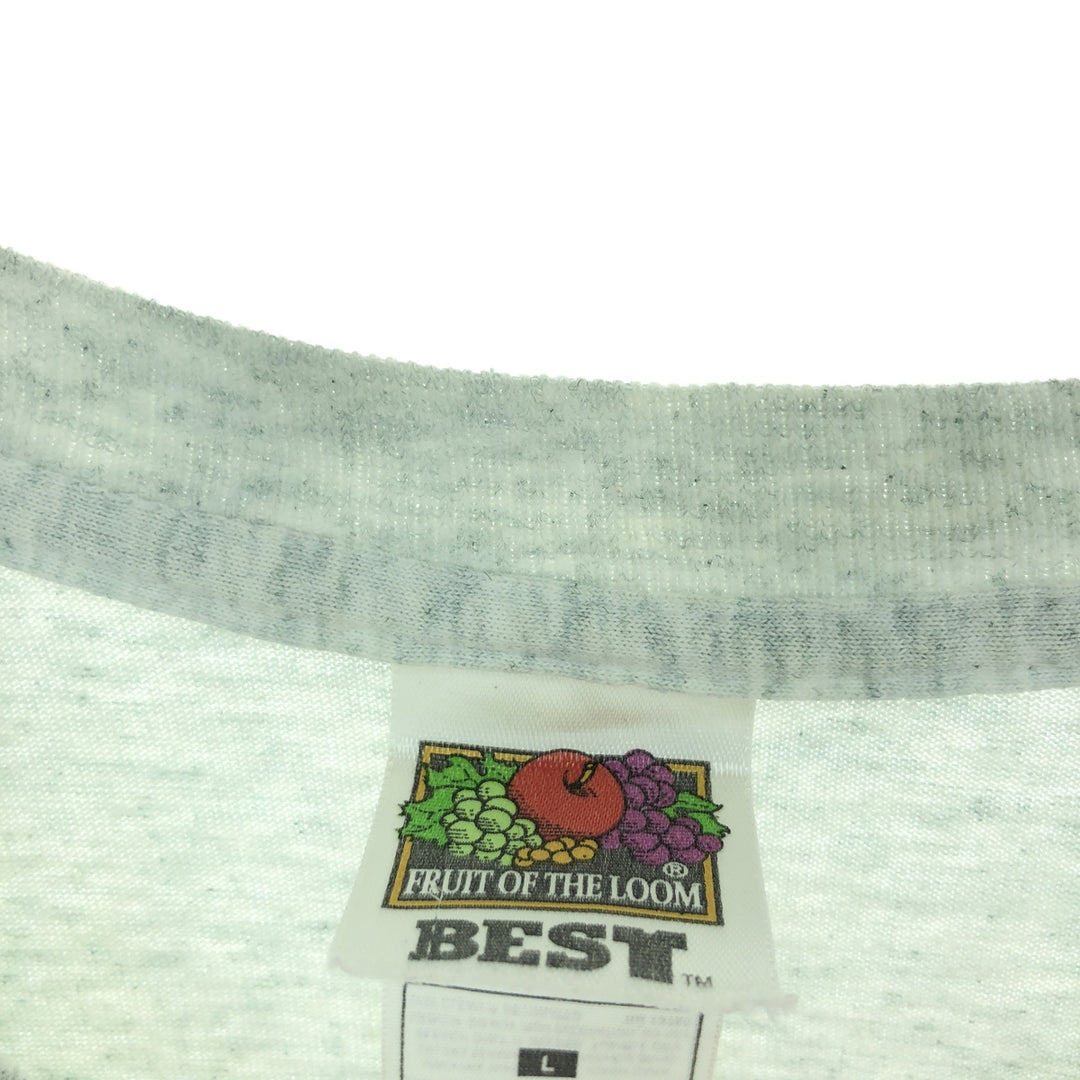 ®
FRUIT OF THE LOOM
BEST™
L